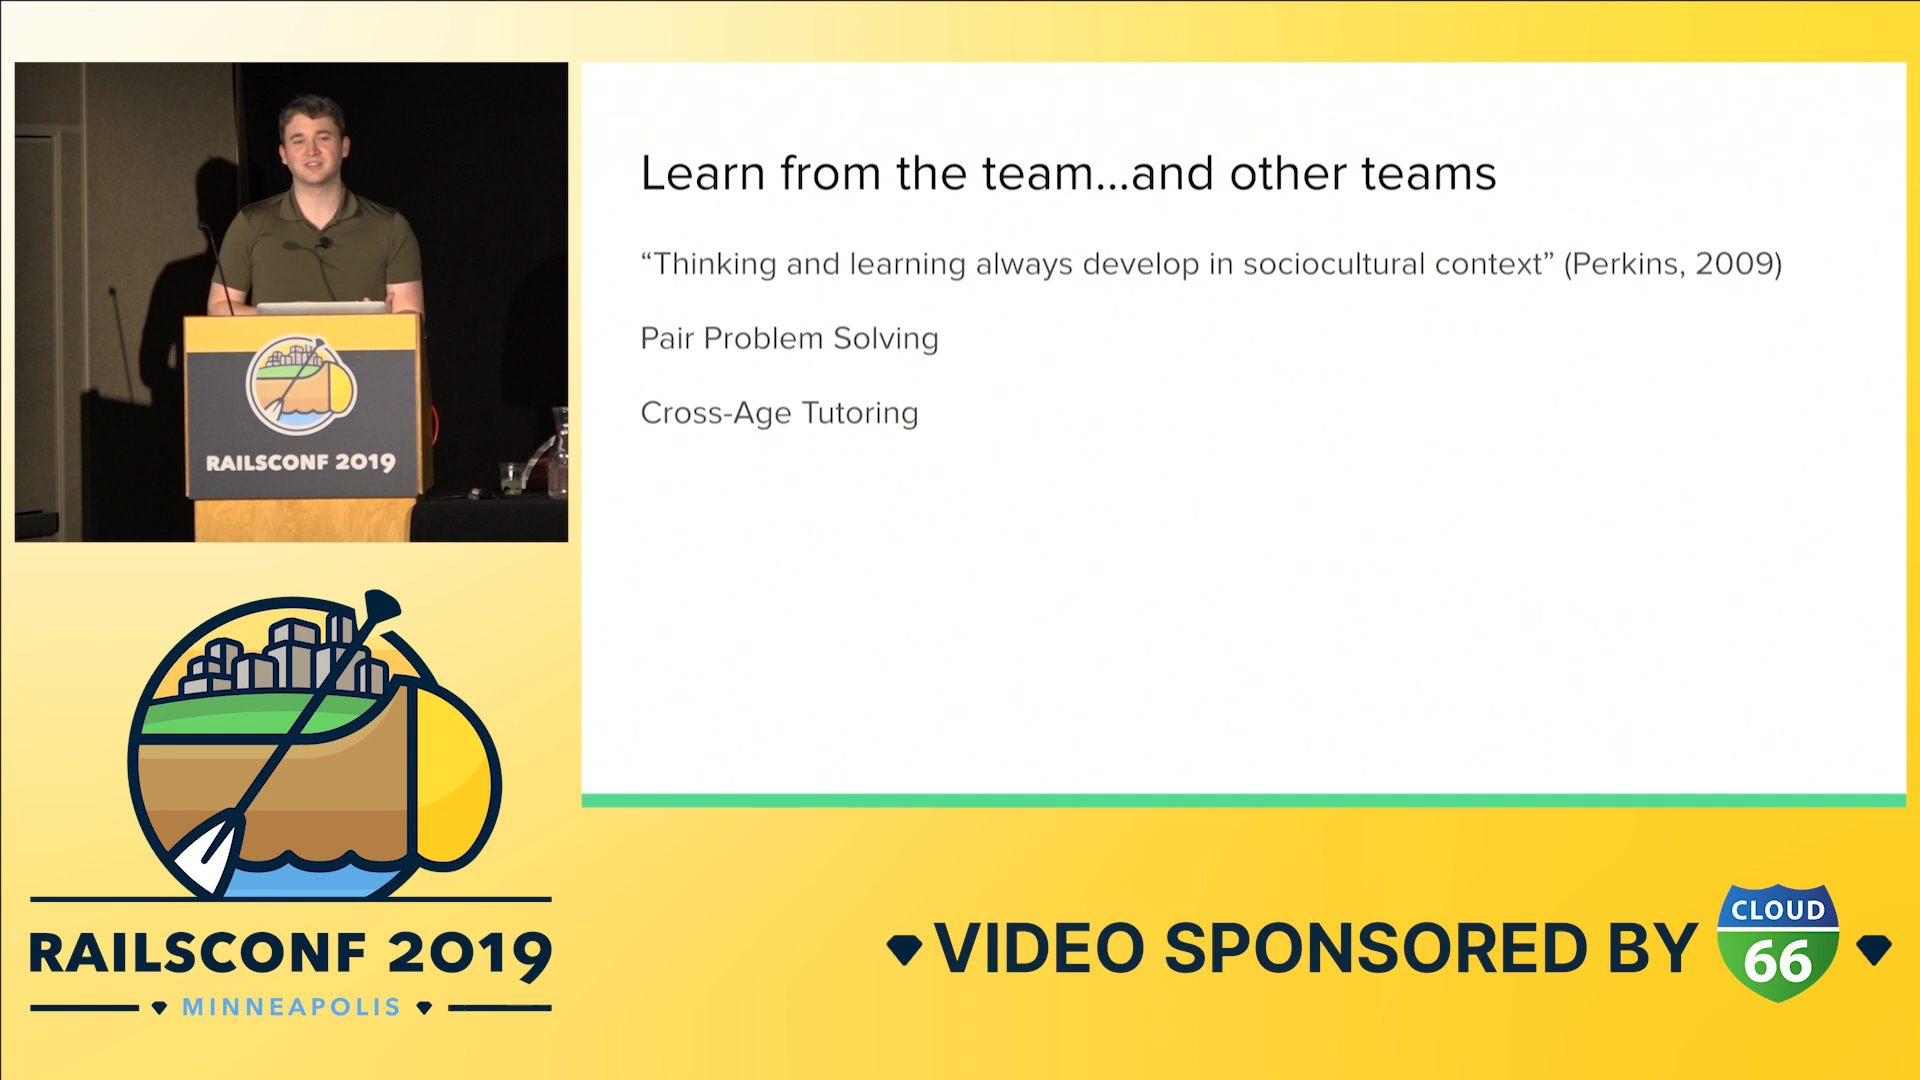 Learn from the team...and other teams
“Thinking and learning always develop in sociocultural context” (Perkins, 2009)
Pair Problem Solving
Cross-Age Tutoring
RAILSCONF 2019
RAILSCONF 2019
MINNEAPOLIS
VIDEO SPONSORED BY
CLOUD
66